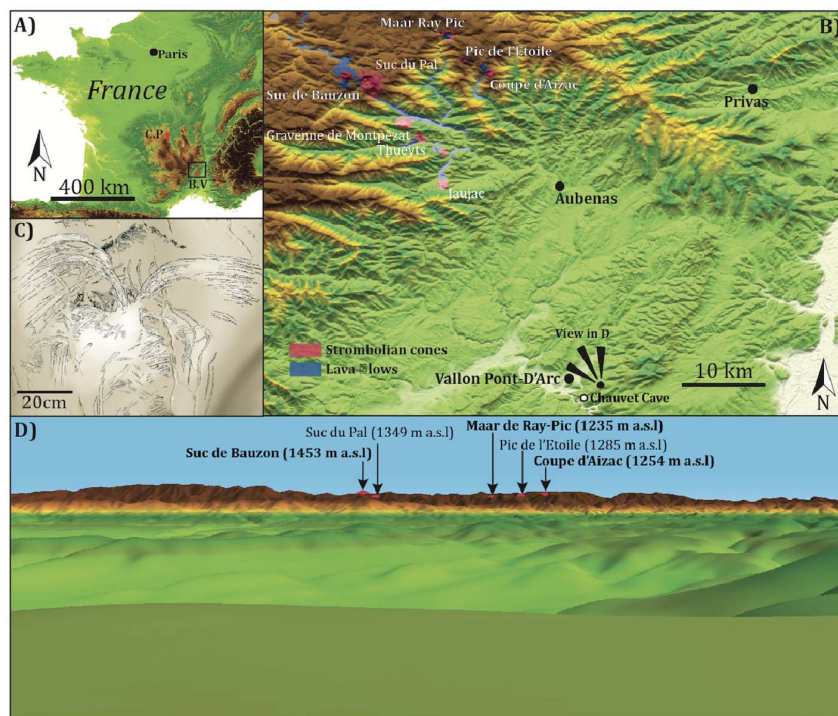 A)
Paris
France
C.P
B.V
N
400 km
B)
Maar Ray Pic
Pic de l'Etoile
Suc du Pal
Suc de Bauzon
Coupe d'Aizac
Privas
Gravenne de Montpezat
Thueyts
Jaujac
Aubenas
Strombolian cones
Lava lows
View in D
Vallon Pont-D'Arc
Chauvet Cave
10 km
N
C)
20cm
D)
Suc du Pal (1349 m a.s.l)
Suc de Bauzon (1453 m a.s.l)
Maar de Ray-Pic (1235 m a.s.l)
Pic de l'Etoile (1285 m a.s.l)
Coupe d'Aizac (1254 m a.s.l)